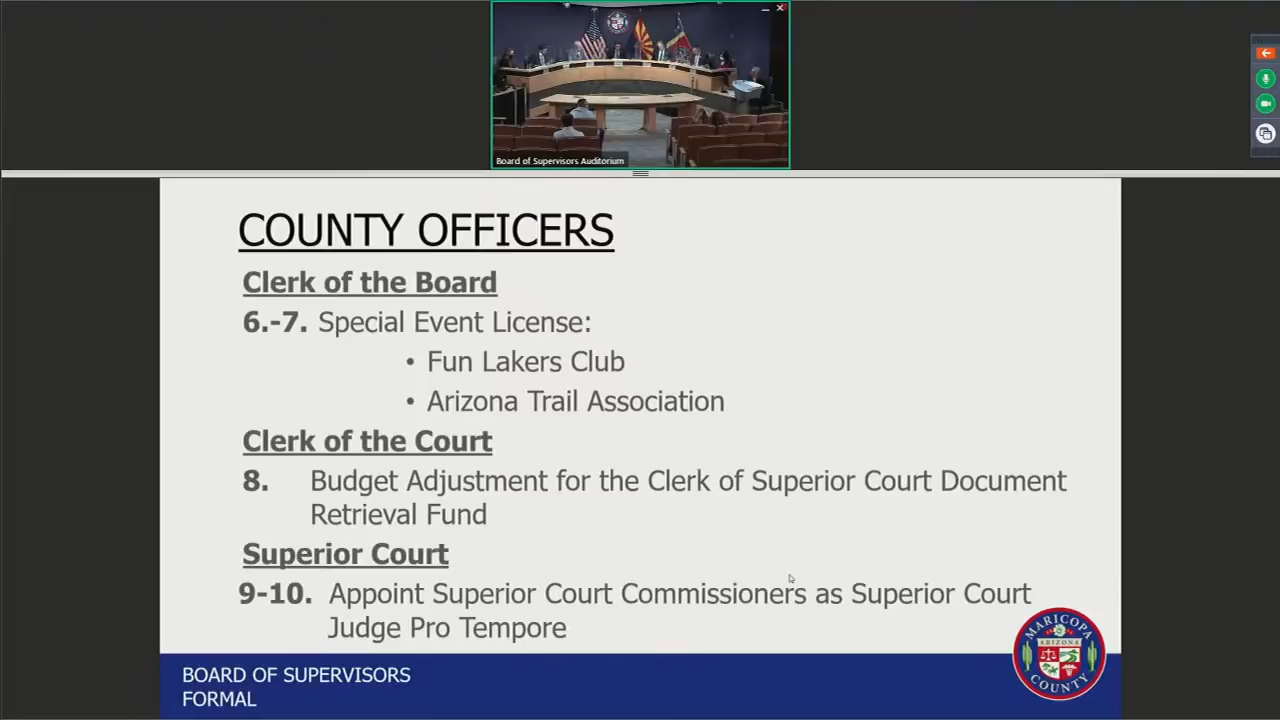 Board of Supervisors Auditorium
COUNTY OFFICERS
Clerk of the Board
6.-7. Special Event License:
• Fun Lakers Club
• Arizona Trail Association
Clerk of the Court
8. Budget Adjustment for the Clerk of Superior Court Document
Retrieval Fund
Superior Court
9-10. Appoint Superior Court Commissioners as Superior Court
Judge Pro Tempore
BOARD OF SUPERVISORS
FORMAL
MARICOPA
ARIZONA
COUNTY